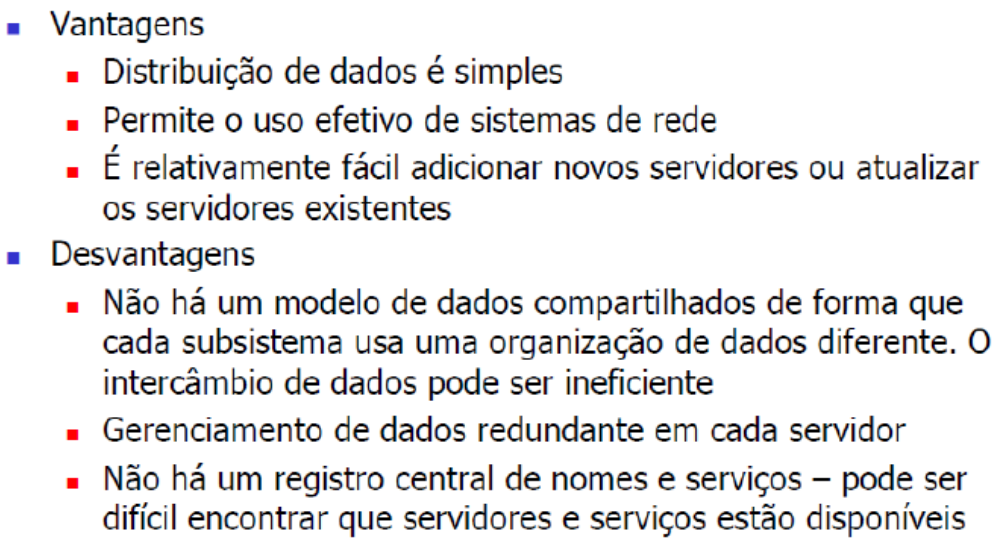 Vantagens
Distribuição de dados é simples
Permite o uso efetivo de sistemas de rede
É relativamente fácil adicionar novos servidores ou atualizar
os servidores existentes
Desvantagens
Não há um modelo de dados compartilhados de forma que
cada subsistema usa uma organização de dados diferente. O
intercâmbio de dados pode ser ineficiente
Gerenciamento de dados redundante em cada servidor
Não há um registro central de nomes e serviços – pode ser
difícil encontrar que servidores e serviços estão disponíveis